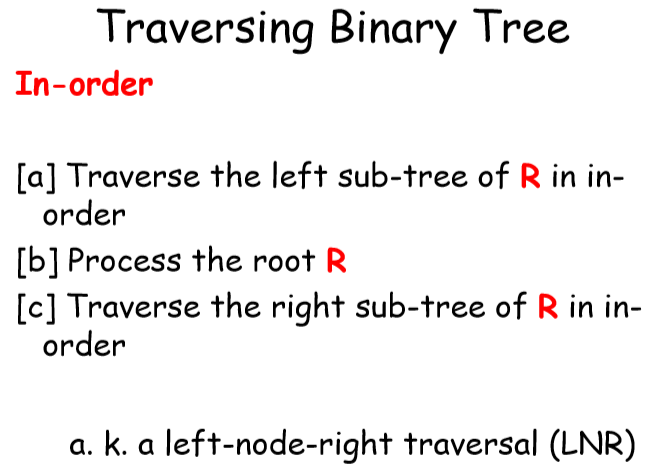 Traversing Binary Tree
In-order
[a] Traverse the left sub-tree of R in in-
order
[b] Process the root R
[c] Traverse the right sub-tree of R in in-
order
a. k. a left-node-right traversal (LNR)